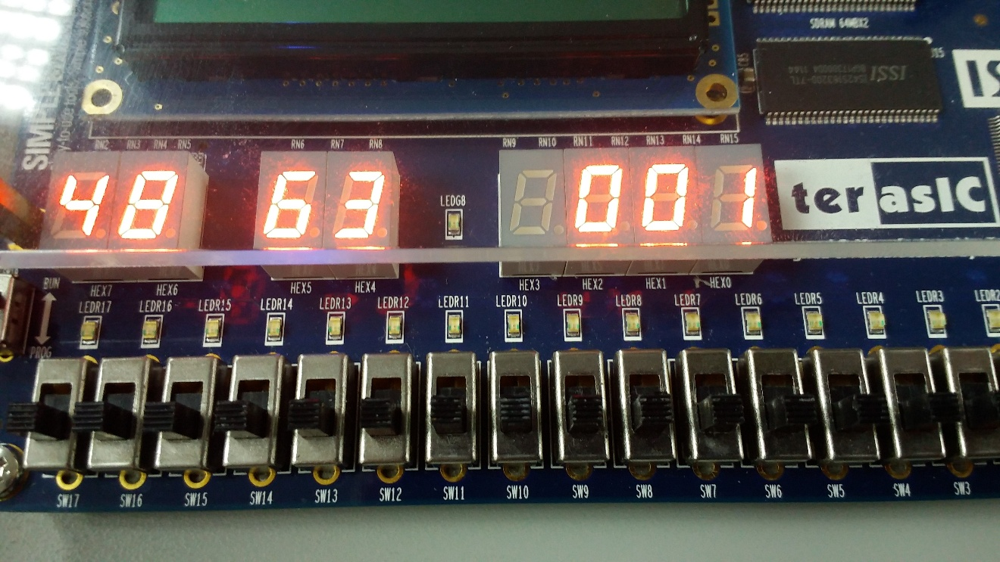 SDRAM 64MBX2
U15
ISSI
RN2 RN3 RN4 RN5 RN6 RN7 RN8 RN9 RN10 RN11 RN12 RN13 RN14 RN15
48 63 001
LEDG8
terasIC
HEX7 HEX6 HEX5 HEX4 HEX3 HEX2 HEX1 HEX0
RUN
LEDR17 LEDR16 LEDR15 LEDR14 LEDR13 LEDR12 LEDR11 LEDR10 LEDR9 LEDR8 LEDR7 LEDR6 LEDR5 LEDR4 LEDR3 LEDR2
PROG
SW17 SW16 SW15 SW14 SW13 SW12 SW11 SW10 SW9 SW8 SW7 SW6 SW5 SW4 SW3